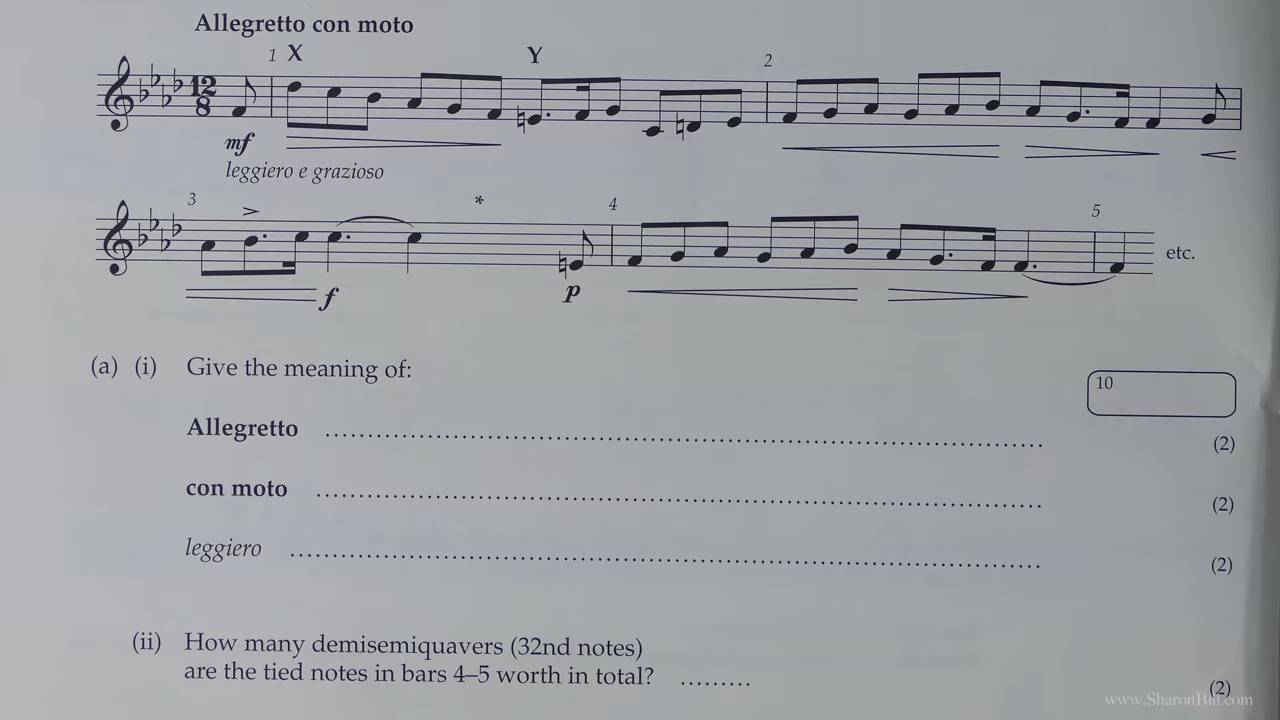 Allegretto con moto
1 X Y 2
12
8
mf
leggiero e grazioso
3 > * 4 5
etc.
f p
(a) (i) Give the meaning of:
10
Allegretto ........................................ (2)
con moto ........................................ (2)
leggiero ........................................ (2)
(ii) How many demisemiquavers (32nd notes)
are the tied notes in bars 4–5 worth in total? ......... (2)
www.SharonBill.com